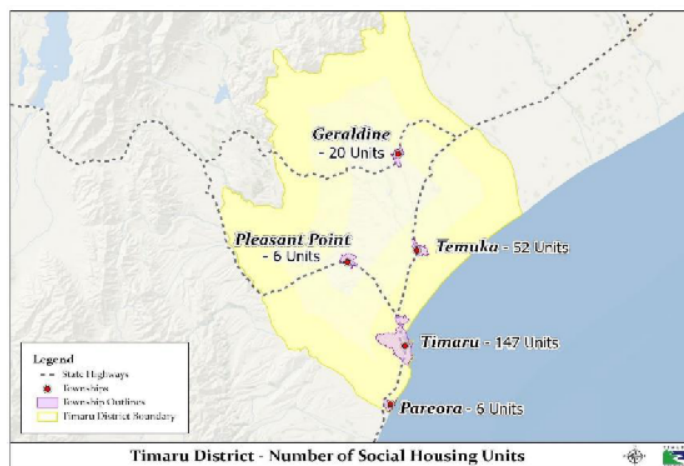 Geraldine
- 20 Units
Pleasant Point
- 6 Units
Temuka - 52 Units
Timaru - 147 Units
Pareora - 6 Units
Legend
State Highways
Townships
Township Outlines
Timaru District Boundary
Timaru District - Number of Social Housing Units